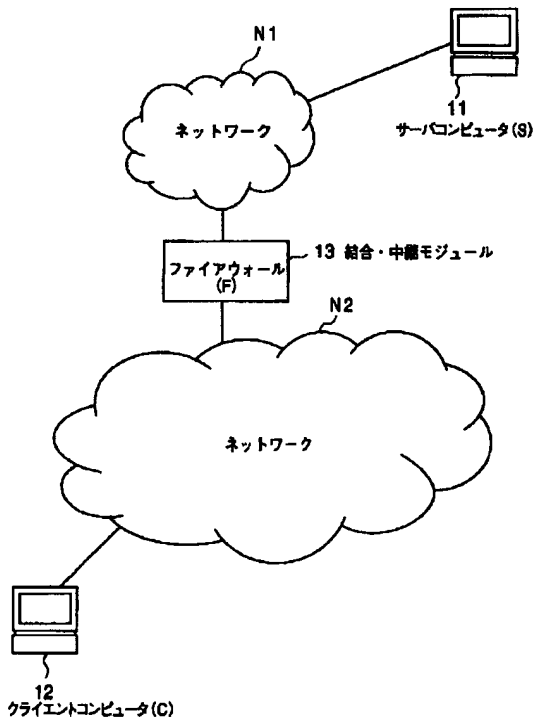 N1
ネットワーク
11
サーバコンピュータ(S)
ファイアウォール
(F)
13 結合・中継モジュール
N2
ネットワーク
12
クライエントコンピュータ(C)